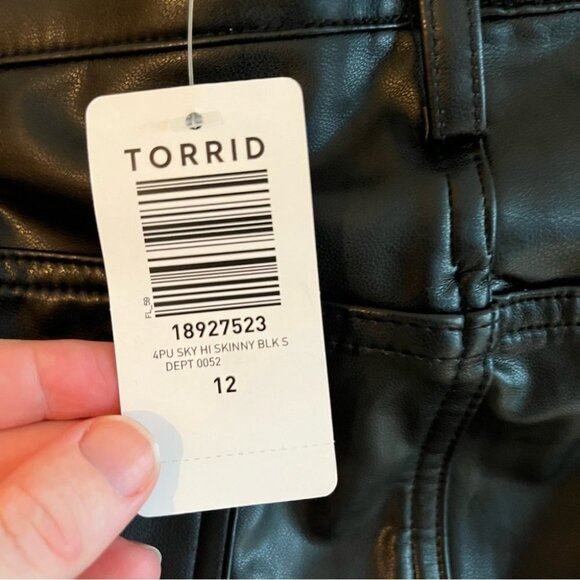 TORRID
FL_59
18927523
4PU SKY HI SKINNY BLK S
DEPT 0052
12